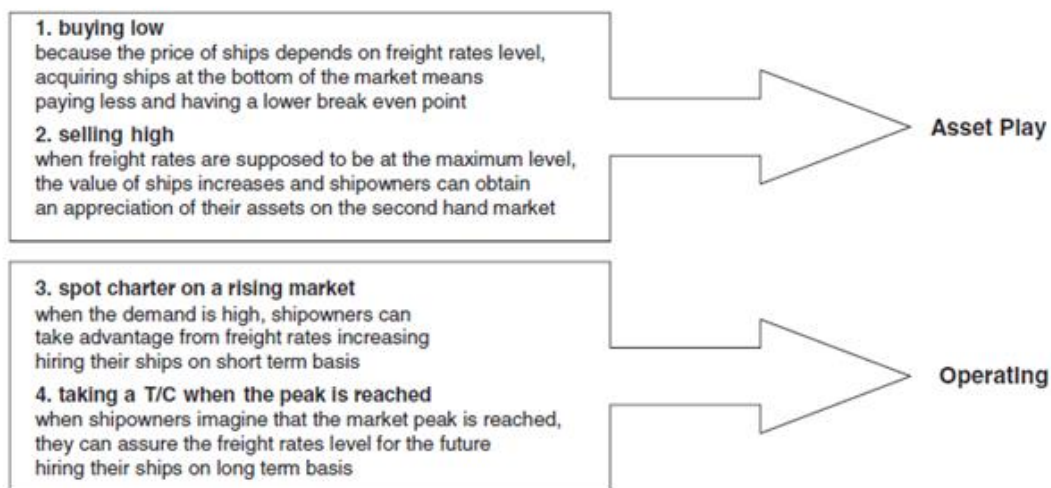 1. buying low
because the price of ships depends on freight rates level,
acquiring ships at the bottom of the market means
paying less and having a lower break even point
2. selling high
when freight rates are supposed to be at the maximum level,
the value of ships increases and shipowners can obtain
an appreciation of their assets on the second hand market
Asset Play
3. spot charter on a rising market
when the demand is high, shipowners can
take advantage from freight rates increasing
hiring their ships on short term basis
4. taking a T/C when the peak is reached
when shipowners imagine that the market peak is reached,
they can assure the freight rates level for the future
hiring their ships on long term basis
Operating